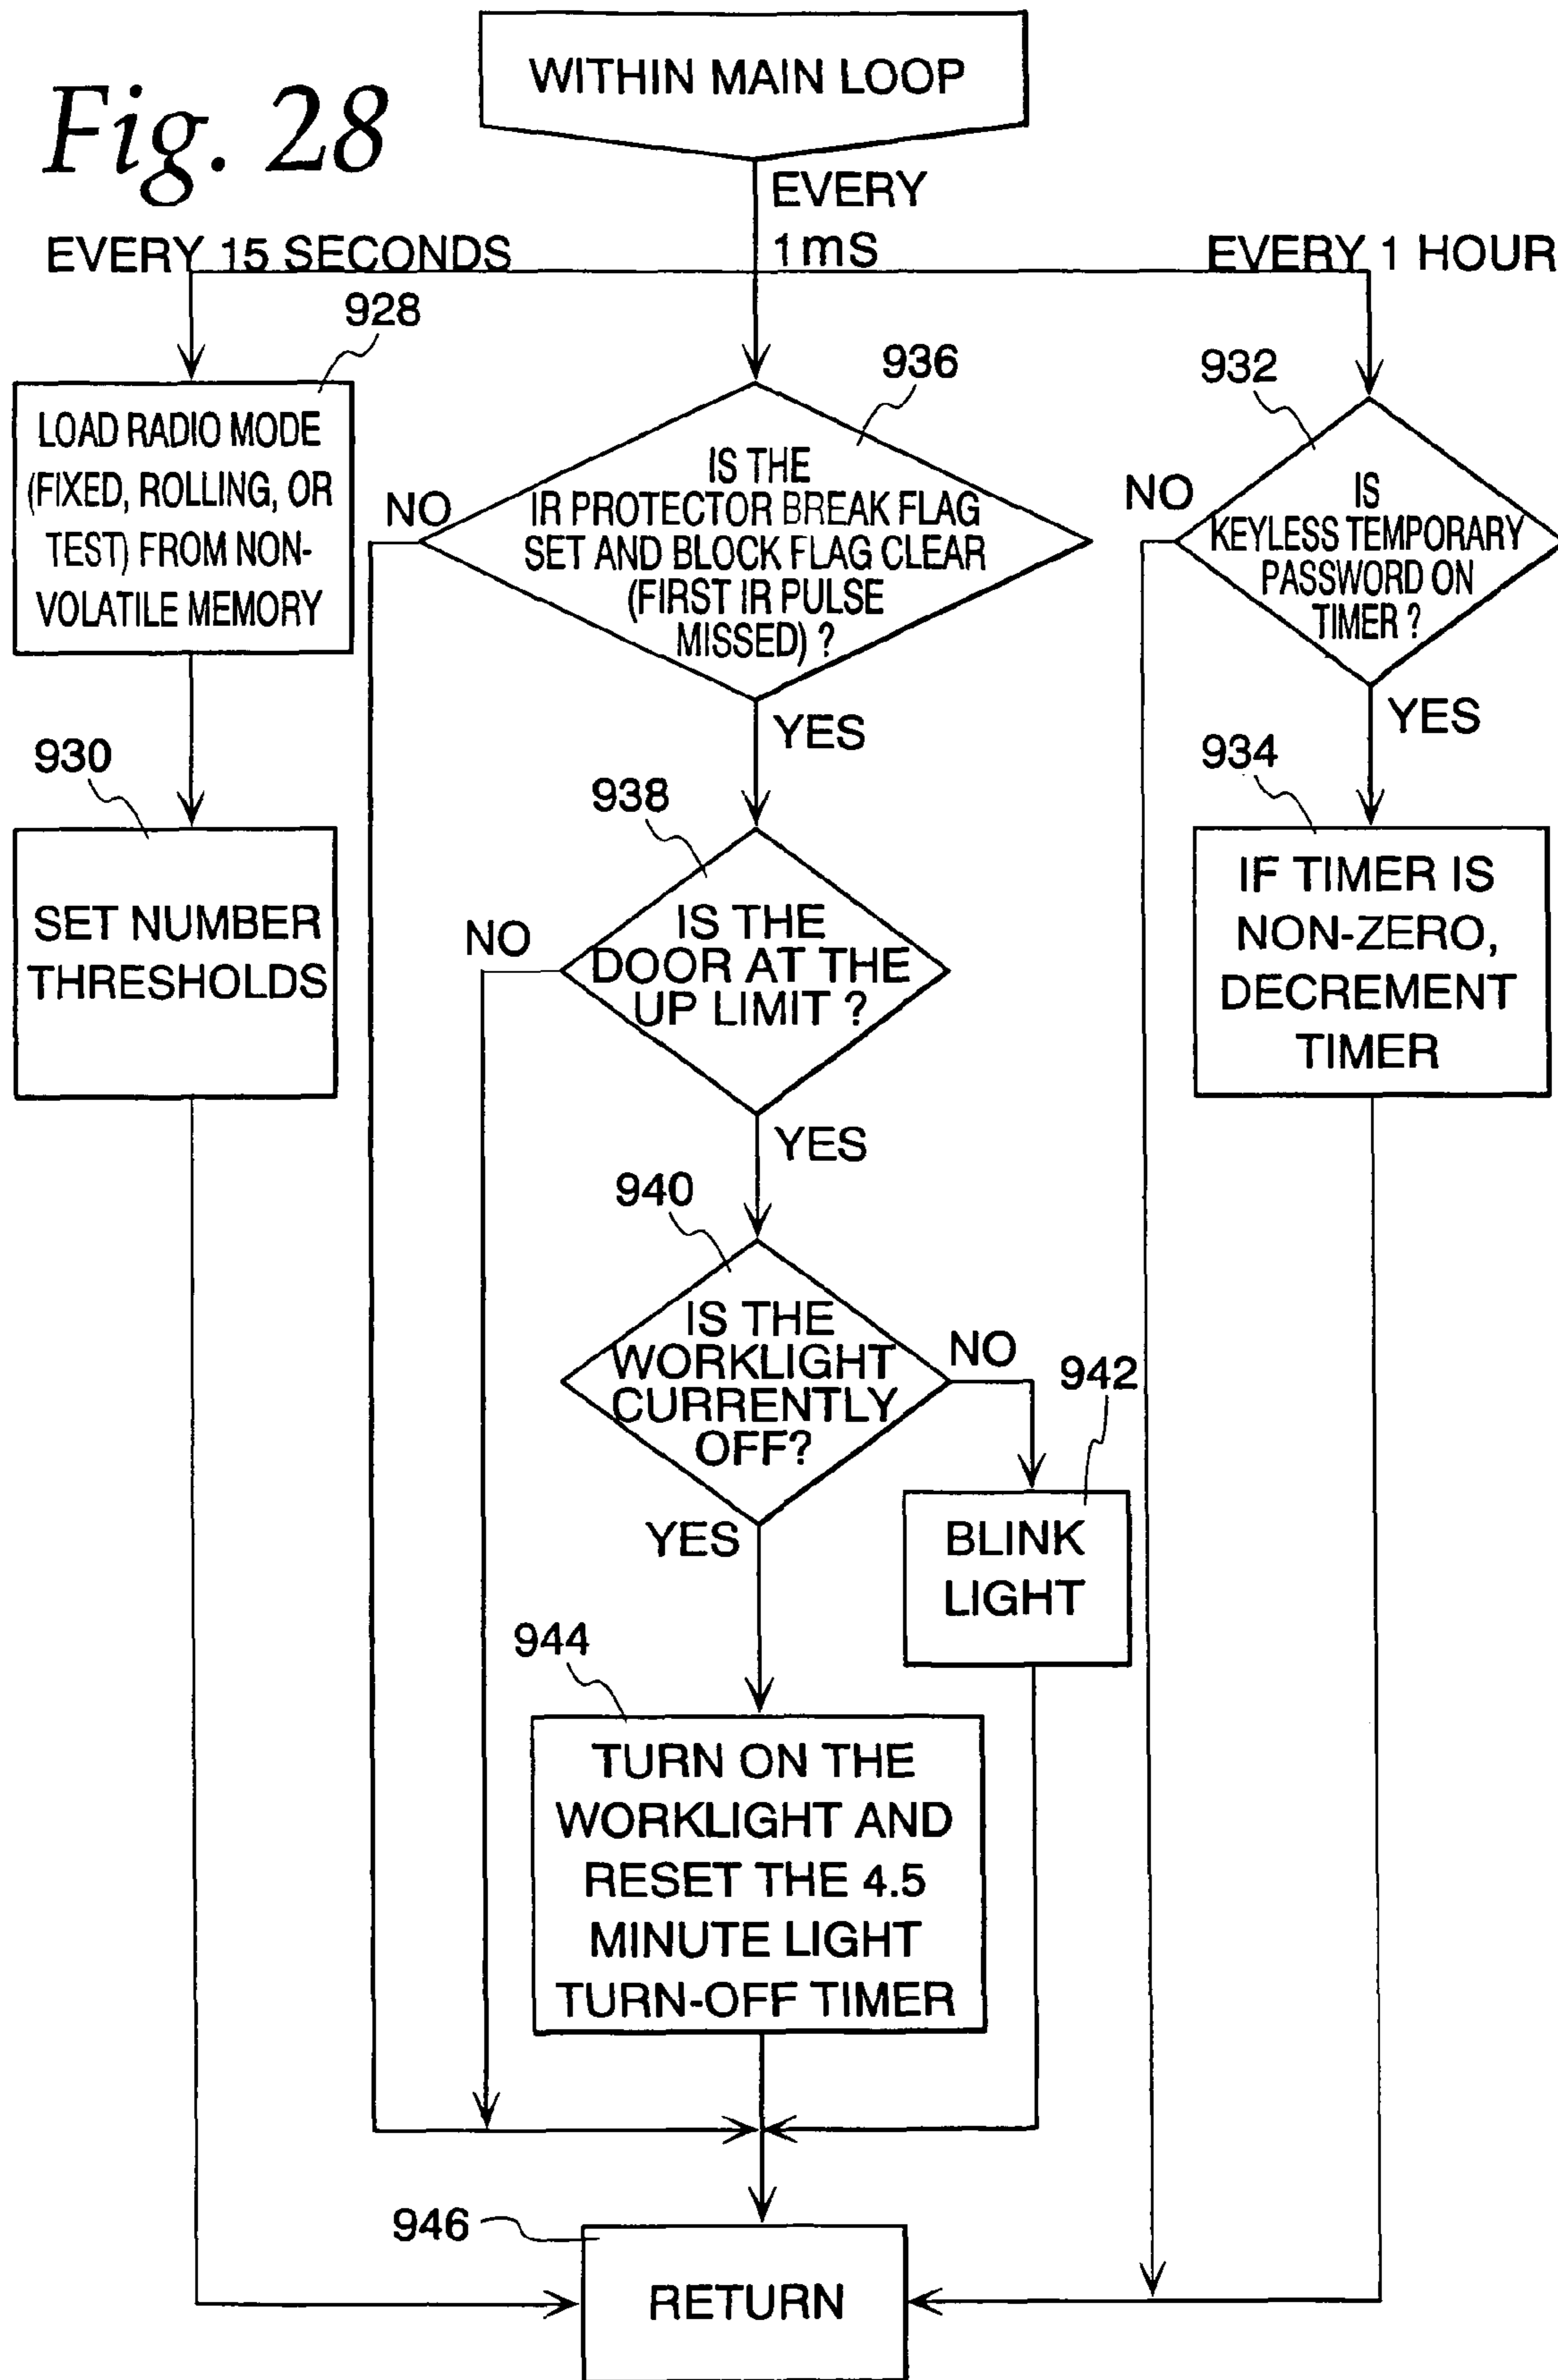 Fig. 28
WITHIN MAIN LOOP
EVERY
1mS
EVERY 15 SECONDS
EVERY 1 HOUR
928
LOAD RADIO MODE
(FIXED, ROLLING, OR
TEST) FROM NON-
VOLATILE MEMORY
936
IS THE
IR PROTECTOR BREAK FLAG
SET AND BLOCK FLAG CLEAR
(FIRST IR PULSE
MISSED) ?
NO
YES
932
IS
KEYLESS TEMPORARY
PASSWORD ON
TIMER ?
NO
YES
930
SET NUMBER
THRESHOLDS
938
IS THE
DOOR AT THE
UP LIMIT ?
NO
YES
934
IF TIMER IS
NON-ZERO,
DECREMENT
TIMER
940
IS THE
WORKLIGHT
CURRENTLY
OFF?
NO
YES
942
BLINK
LIGHT
944
TURN ON THE
WORKLIGHT AND
RESET THE 4.5
MINUTE LIGHT
TURN-OFF TIMER
946
RETURN